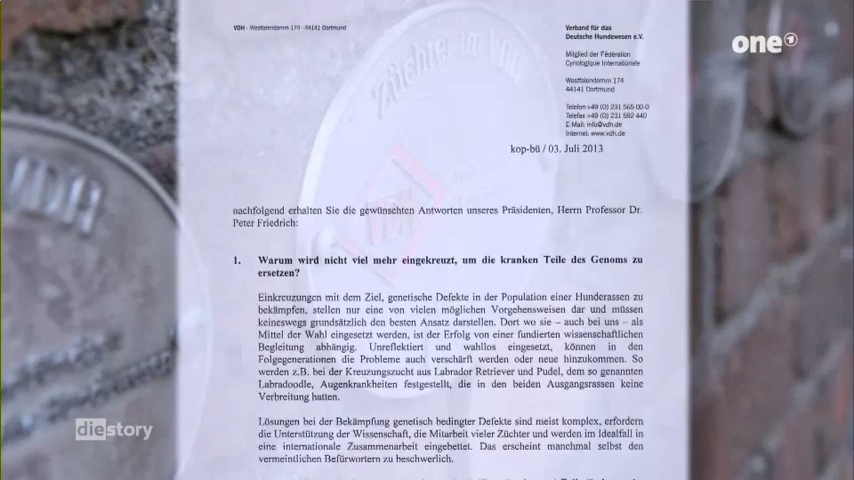 VDH - Westfalendamm 174 - 44141 Dortmund
Verband für das
Deutsche Hundewesen e.V.
Mitglied der Fédération
Cynologique Internationale
Westfalendamm 174
44141 Dortmund
Telefon +49 (0) 231 565 00-0
Telefax +49 (0) 231 592 440
E-Mail: info@vdh.de
Internet: www.vdh.de
one
kop-bü / 03. Juli 2013
Züchter im VDH
VDH
VDH
nachfolgend erhalten Sie die gewünschten Antworten unseres Präsidenten, Herrn Professor Dr.
Peter Friedrich:
1. Warum wird nicht viel mehr eingekreuzt, um die kranken Teile des Genoms zu
ersetzen?
Einkreuzungen mit dem Ziel, genetische Defekte in der Population einer Hunderassen zu
bekämpfen, stellen nur eine von vielen möglichen Vorgehensweisen dar und müssen
keineswegs grundsätzlich den besten Ansatz darstellen. Dort wo sie – auch bei uns – als
Mittel der Wahl eingesetzt werden, ist der Erfolg von einer fundierten wissenschaftlichen
Begleitung abhängig. Unreflektiert und wahllos eingesetzt, können in den
Folgegenerationen die Probleme auch verschärft werden oder neue hinzukommen. So
werden z.B. bei der Kreuzungszucht aus Labrador Retriever und Pudel, dem so genannten
Labradoodle, Augenkrankheiten festgestellt, die in den beiden Ausgangsrassen keine
Verbreitung hatten.
Lösungen bei der Bekämpfung genetisch bedingter Defekte sind meist komplex, erfordern
die Unterstützung der Wissenschaft, die Mitarbeit vieler Züchter und werden im Idealfall in
eine internationale Zusammenarbeit eingebettet. Das erscheint manchmal selbst den
vermeintlichen Befürwortern zu beschwerlich.
die story